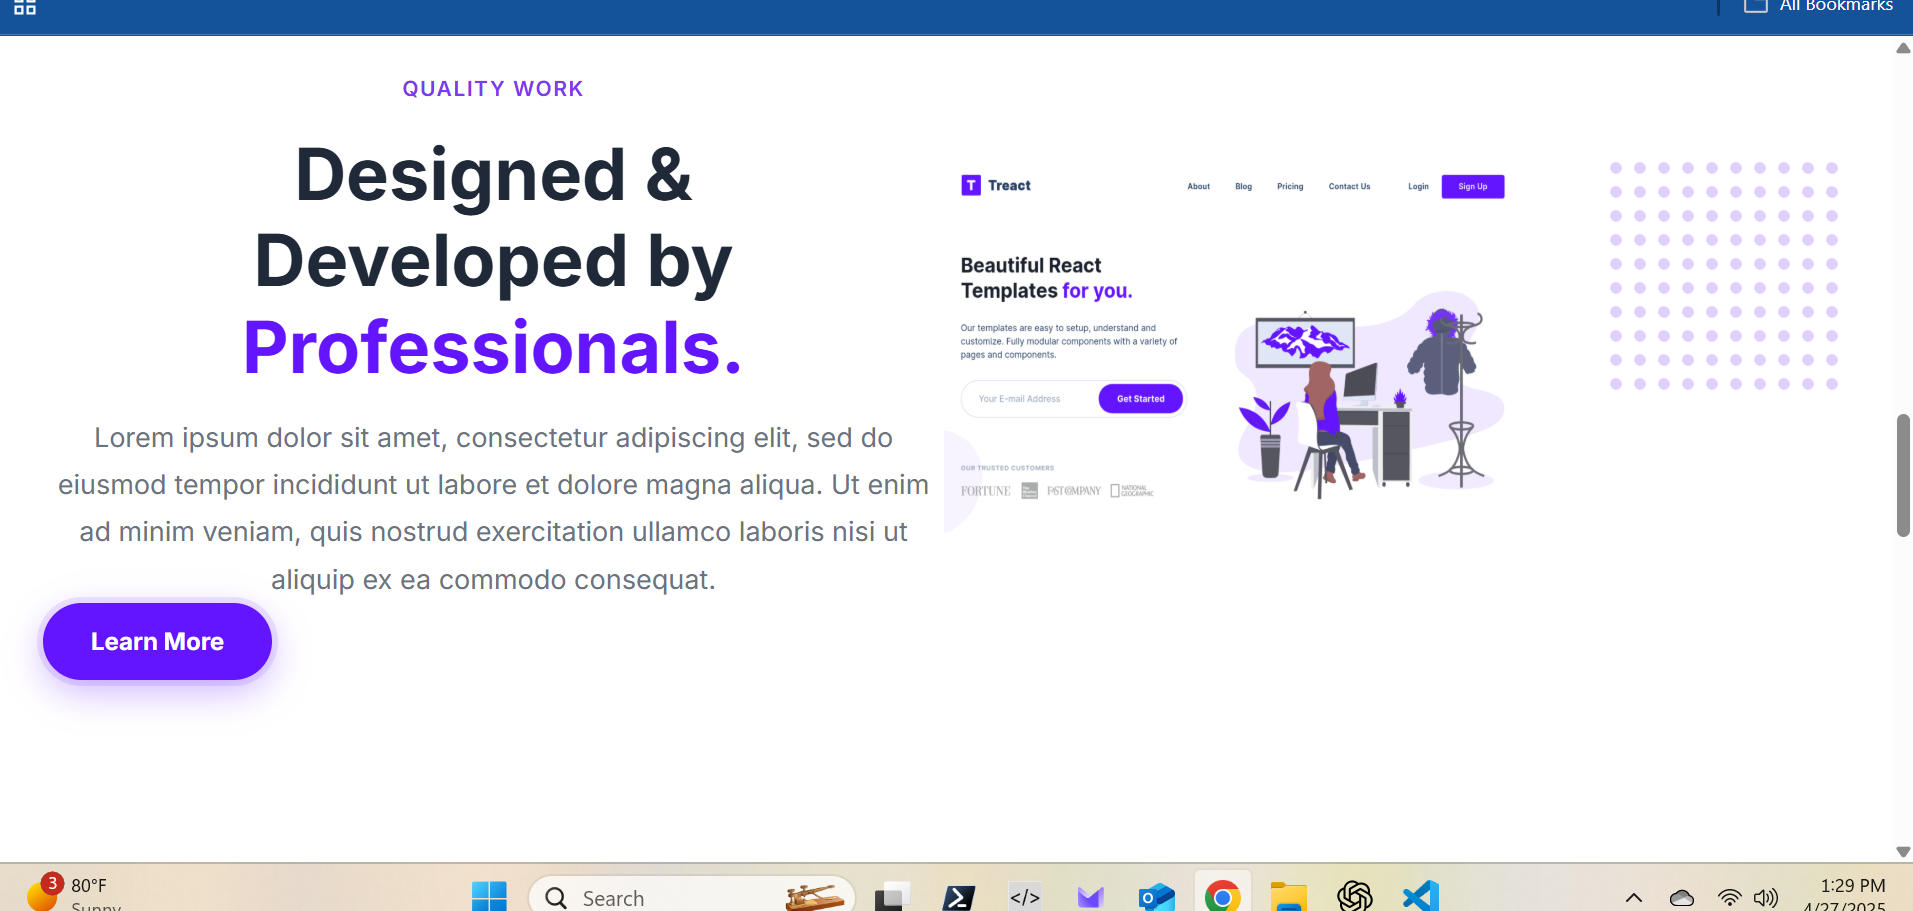 All Bookmarks
QUALITY WORK
Designed &
Developed by
Professionals.
Lorem ipsum dolor sit amet, consectetur adipiscing elit, sed do
eiusmod tempor incididunt ut labore et dolore magna aliqua. Ut enim
ad minim veniam, quis nostrud exercitation ullamco laboris nisi ut
aliquip ex ea commodo consequat.
Learn More
T Treact
About Blog Pricing Contact Us Login Sign Up
Beautiful React
Templates for you.
Our templates are easy to setup, understand and
customize. Fully modular components with a variety of
pages and components.
Your E-mail Address Get Started
OUR TRUSTED CUSTOMERS
FORTUNE FAST COMPANY NATIONAL
GEOGRAPHIC
3 80°F
Sunny
Search
1:29 PM
4/27/2025